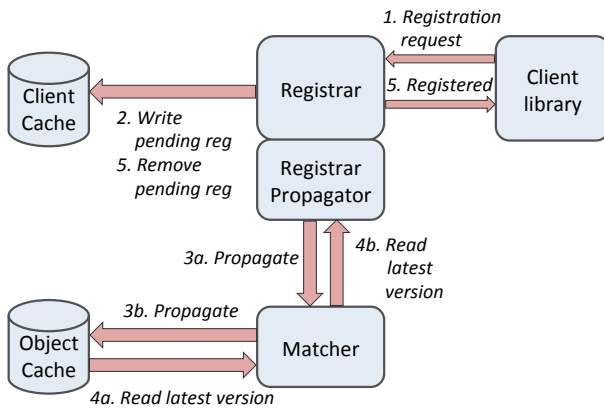 1. Registration
request
Registrar
5. Registered
Client
library
Client
Cache
2. Write
pending reg
5. Remove
pending reg
Registrar
Propagator
3a. Propagate
4b. Read
latest
version
3b. Propagate
Object
Cache
Matcher
4a. Read latest version